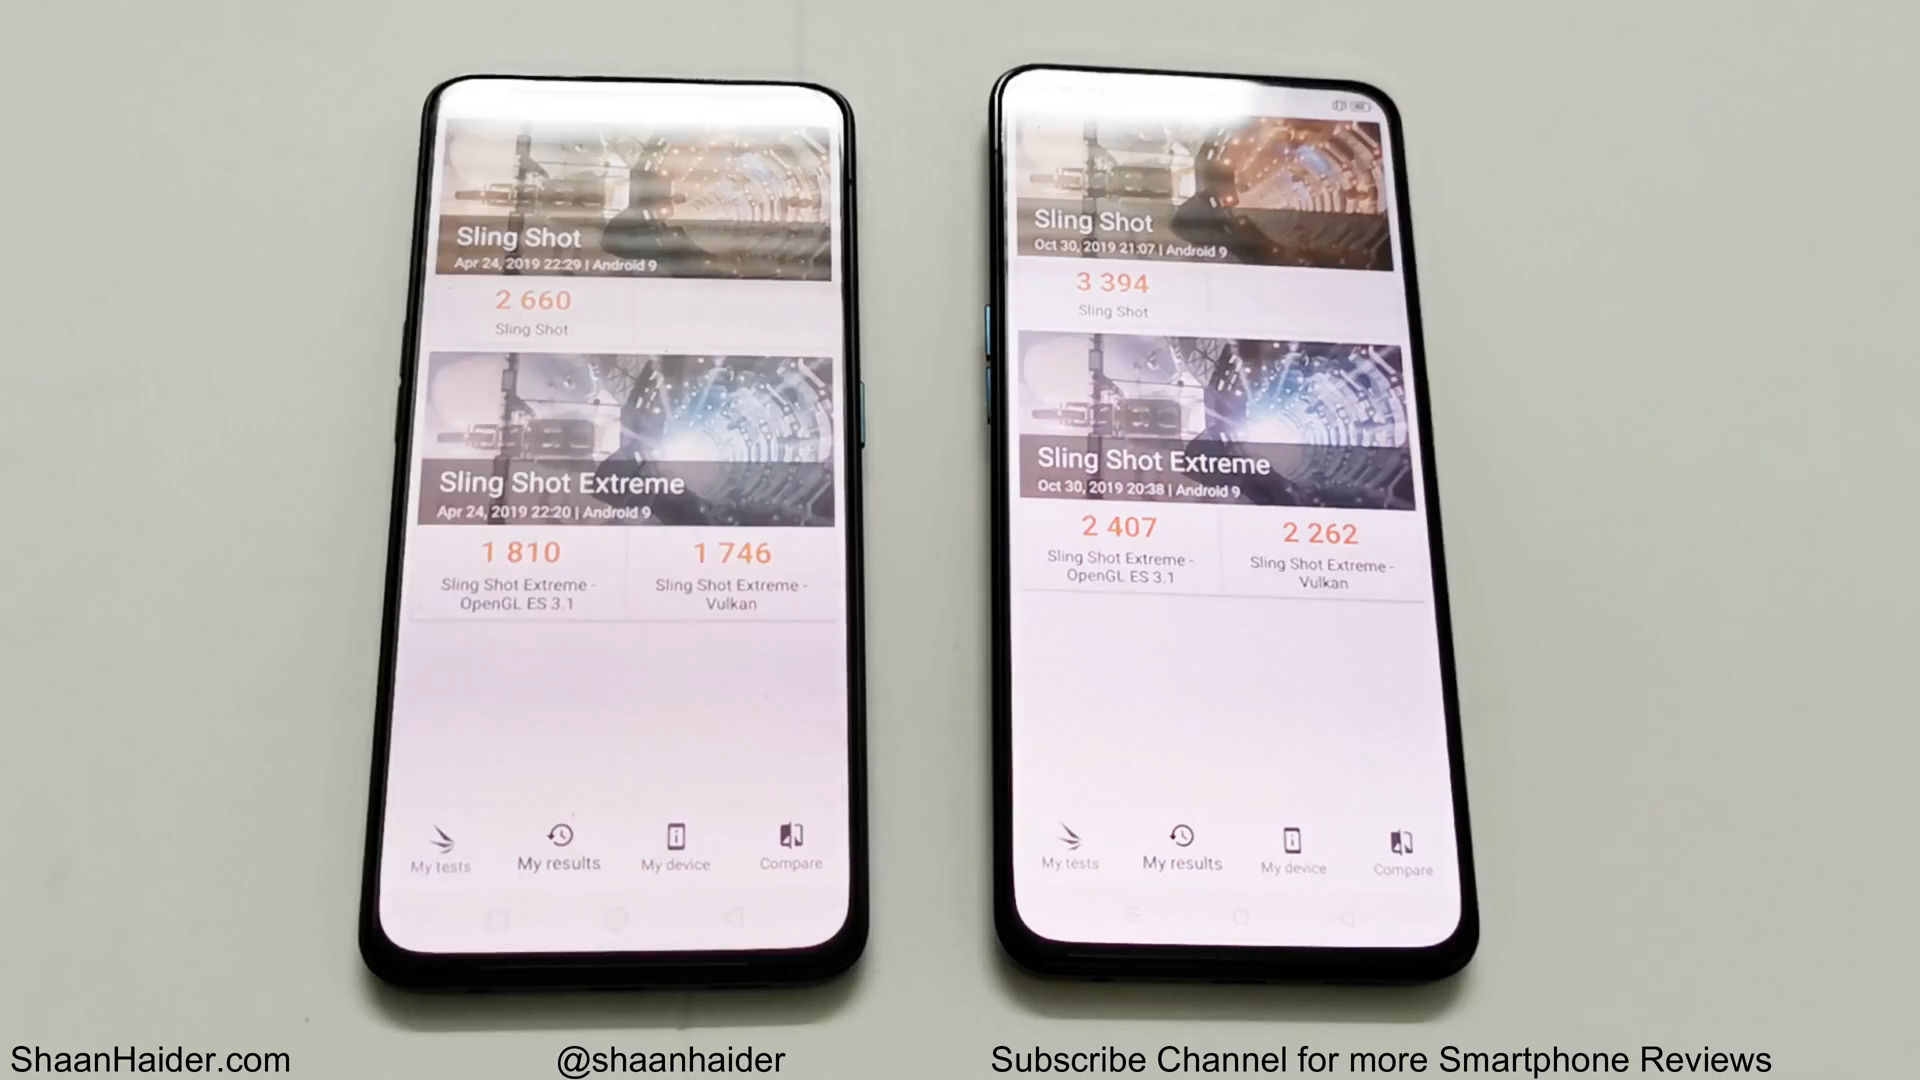 Sling Shot
Apr 24, 2019 22:29 | Android 9
2 660
Sling Shot
Sling Shot Extreme
Apr 24, 2019 22:20 | Android 9
1 810
Sling Shot Extreme -
OpenGL ES 3.1
1 746
Sling Shot Extreme -
Vulkan
My tests
My results
My device
Compare
Sling Shot
Oct 30, 2019 21:07 | Android 9
3 394
Sling Shot
Sling Shot Extreme
Oct 30, 2019 20:38 | Android 9
2 407
Sling Shot Extreme -
OpenGL ES 3.1
2 262
Sling Shot Extreme -
Vulkan
My tests
My results
My device
Compare
ShaanHaider.com
@shaanhaider
Subscribe Channel for more Smartphone Reviews